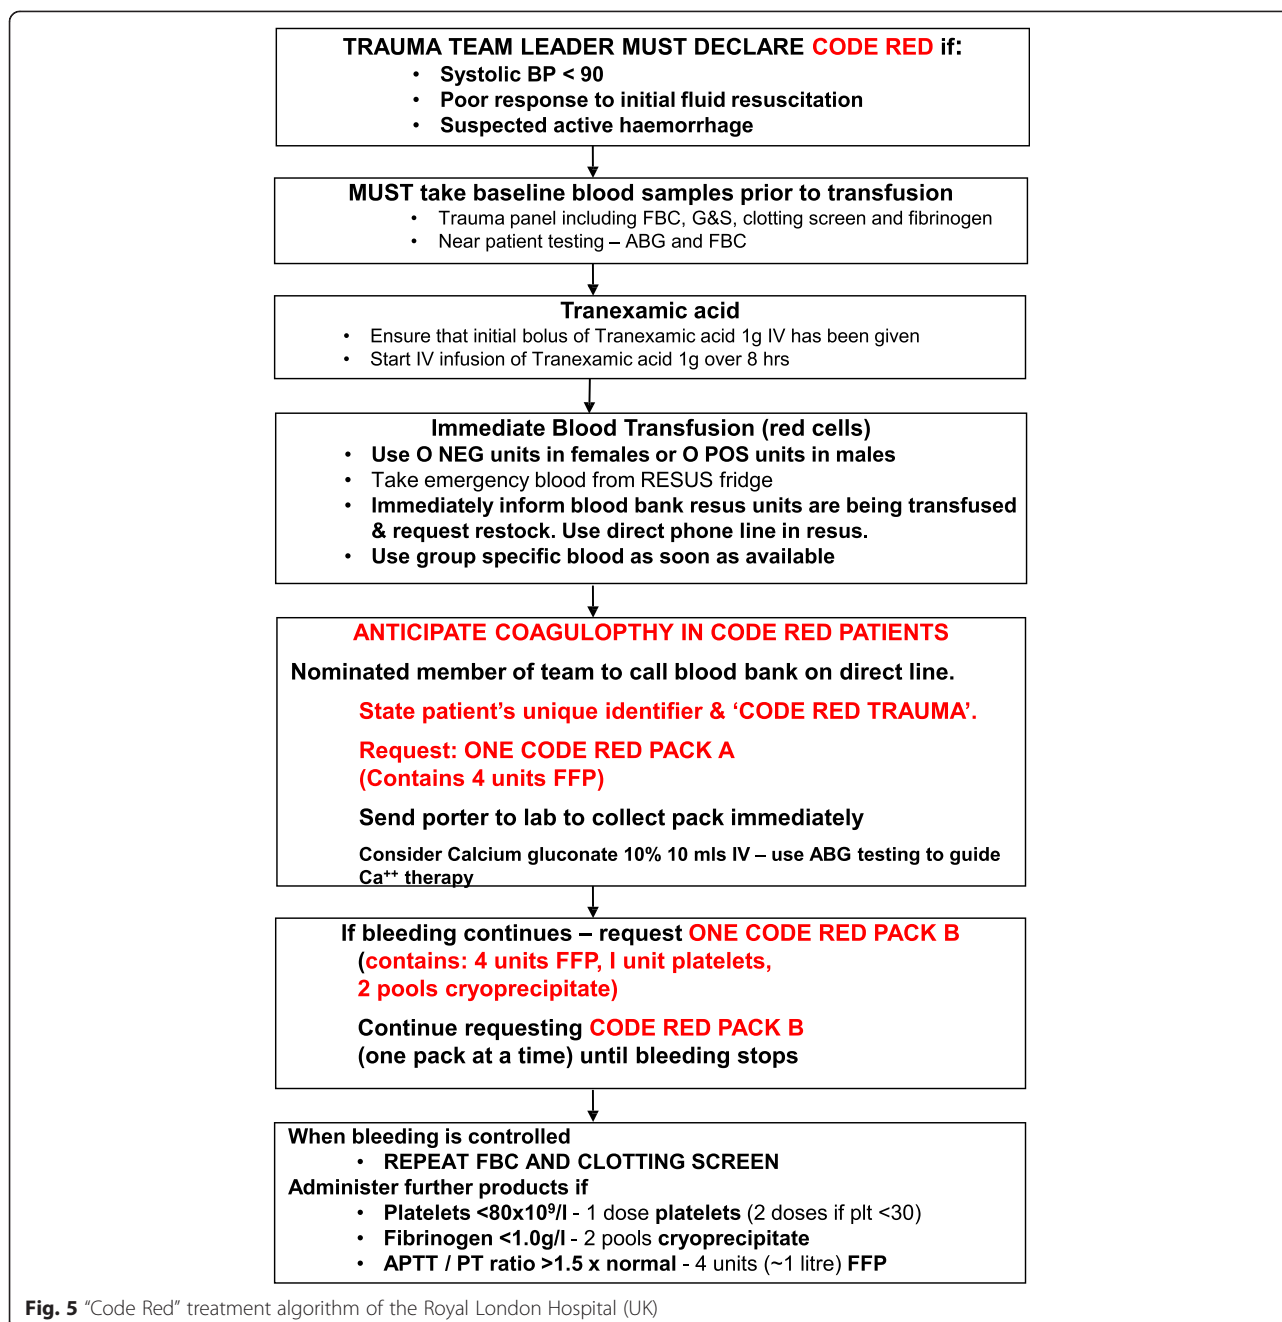 TRAUMA TEAM LEADER MUST DECLARE CODE RED if:
• Systolic BP < 90
• Poor response to initial fluid resuscitation
• Suspected active haemorrhage
MUST take baseline blood samples prior to transfusion
• Trauma panel including FBC, G&S, clotting screen and fibrinogen
• Near patient testing – ABG and FBC
Tranexamic acid
• Ensure that initial bolus of Tranexamic acid 1g IV has been given
• Start IV infusion of Tranexamic acid 1g over 8 hrs
Immediate Blood Transfusion (red cells)
• Use O NEG units in females or O POS units in males
• Take emergency blood from RESUS fridge
• Immediately inform blood bank resus units are being transfused
& request restock. Use direct phone line in resus.
• Use group specific blood as soon as available
ANTICIPATE COAGULOPTHY IN CODE RED PATIENTS
Nominated member of team to call blood bank on direct line.
State patient's unique identifier & 'CODE RED TRAUMA'.
Request: ONE CODE RED PACK A
(Contains 4 units FFP)
Send porter to lab to collect pack immediately
Consider Calcium gluconate 10% 10 mls IV – use ABG testing to guide
Ca⁺⁺ therapy
If bleeding continues – request ONE CODE RED PACK B
(contains: 4 units FFP, I unit platelets,
2 pools cryoprecipitate)
Continue requesting CODE RED PACK B
(one pack at a time) until bleeding stops
When bleeding is controlled
• REPEAT FBC AND CLOTTING SCREEN
Administer further products if
• Platelets <80x10⁹/l - 1 dose platelets (2 doses if plt <30)
• Fibrinogen <1.0g/l - 2 pools cryoprecipitate
• APTT / PT ratio >1.5 x normal - 4 units (~1 litre) FFP
Fig. 5 "Code Red" treatment algorithm of the Royal London Hospital (UK)